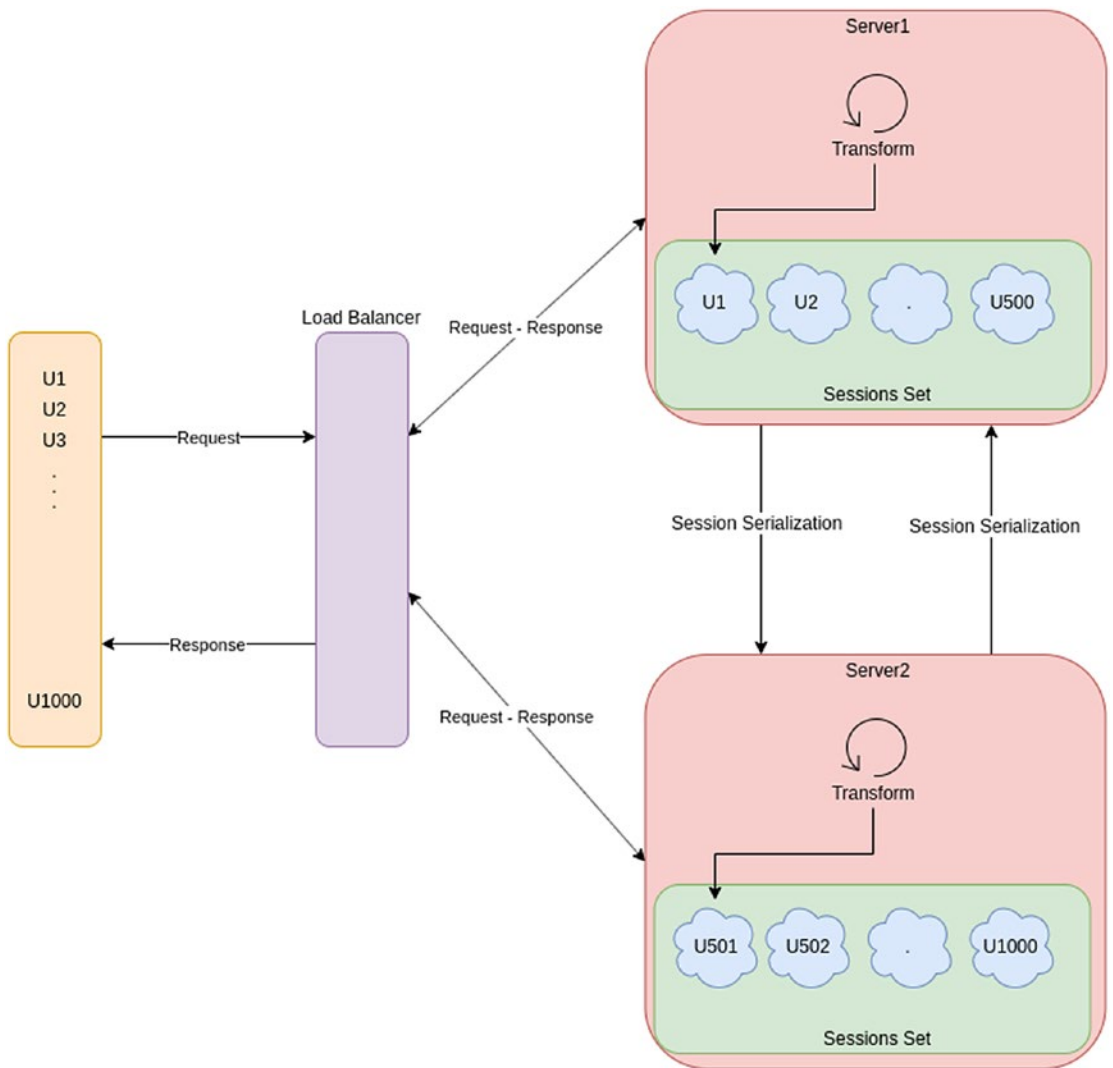 Server1
Transform
U1
U2
.
U500
Sessions Set
Load Balancer
Request - Response
U1
U2
U3
.
.
.
U1000
Request
Response
Session Serialization
Session Serialization
Request - Response
Server2
Transform
U501
U502
.
U1000
Sessions Set